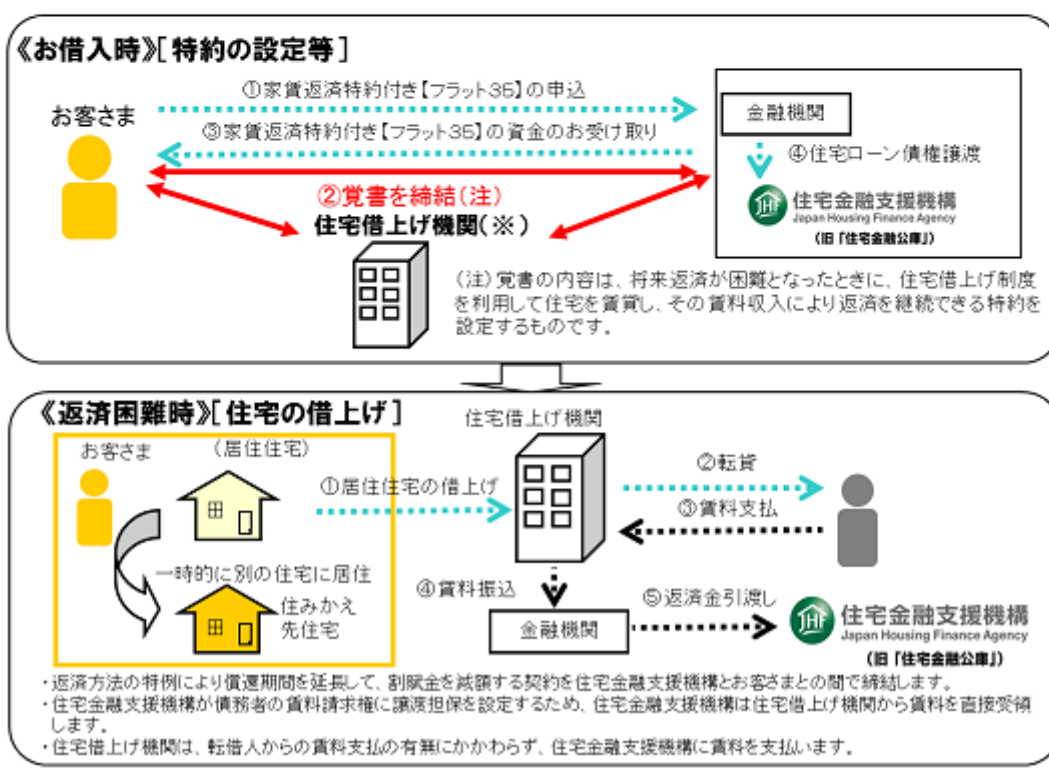 《お借入時》[特約の設定等]
①家賃返済特約付き【フラット35】の申込
お客さま
金融機関
③家賃返済特約付き【フラット35】の資金のお受け取り
④住宅ローン債権譲渡
②覚書を締結(注)
住宅借上げ機関(※)
JHF 住宅金融支援機構
Japan Housing Finance Agency
(旧「住宅金融公庫」)
(注)覚書の内容は、将来返済が困難となったときに、住宅借上げ制度
を利用して住宅を賃貸し、その賃料収入により返済を継続できる特約を
設定するものです。
《返済困難時》[住宅の借上げ]
住宅借上げ機関
お客さま
(居住住宅)
①居住住宅の借上げ
②転貸
③賃料支払
一時的に別の住宅に居住
住みかえ
先住宅
④賃料振込
金融機関
⑤返済金引渡し
JHF 住宅金融支援機構
Japan Housing Finance Agency
(旧「住宅金融公庫」)
・返済方法の特例により償還期間を延長して、割賦金を減額する契約を住宅金融支援機構とお客さまとの間で締結します。
・住宅金融支援機構が債務者の賃料請求権に譲渡担保を設定するため、住宅金融支援機構は住宅借上げ機関から賃料を直接受領
します。
・住宅借上げ機関は、転借人からの賃料支払の有無にかかわらず、住宅金融支援機構に賃料を支払います。